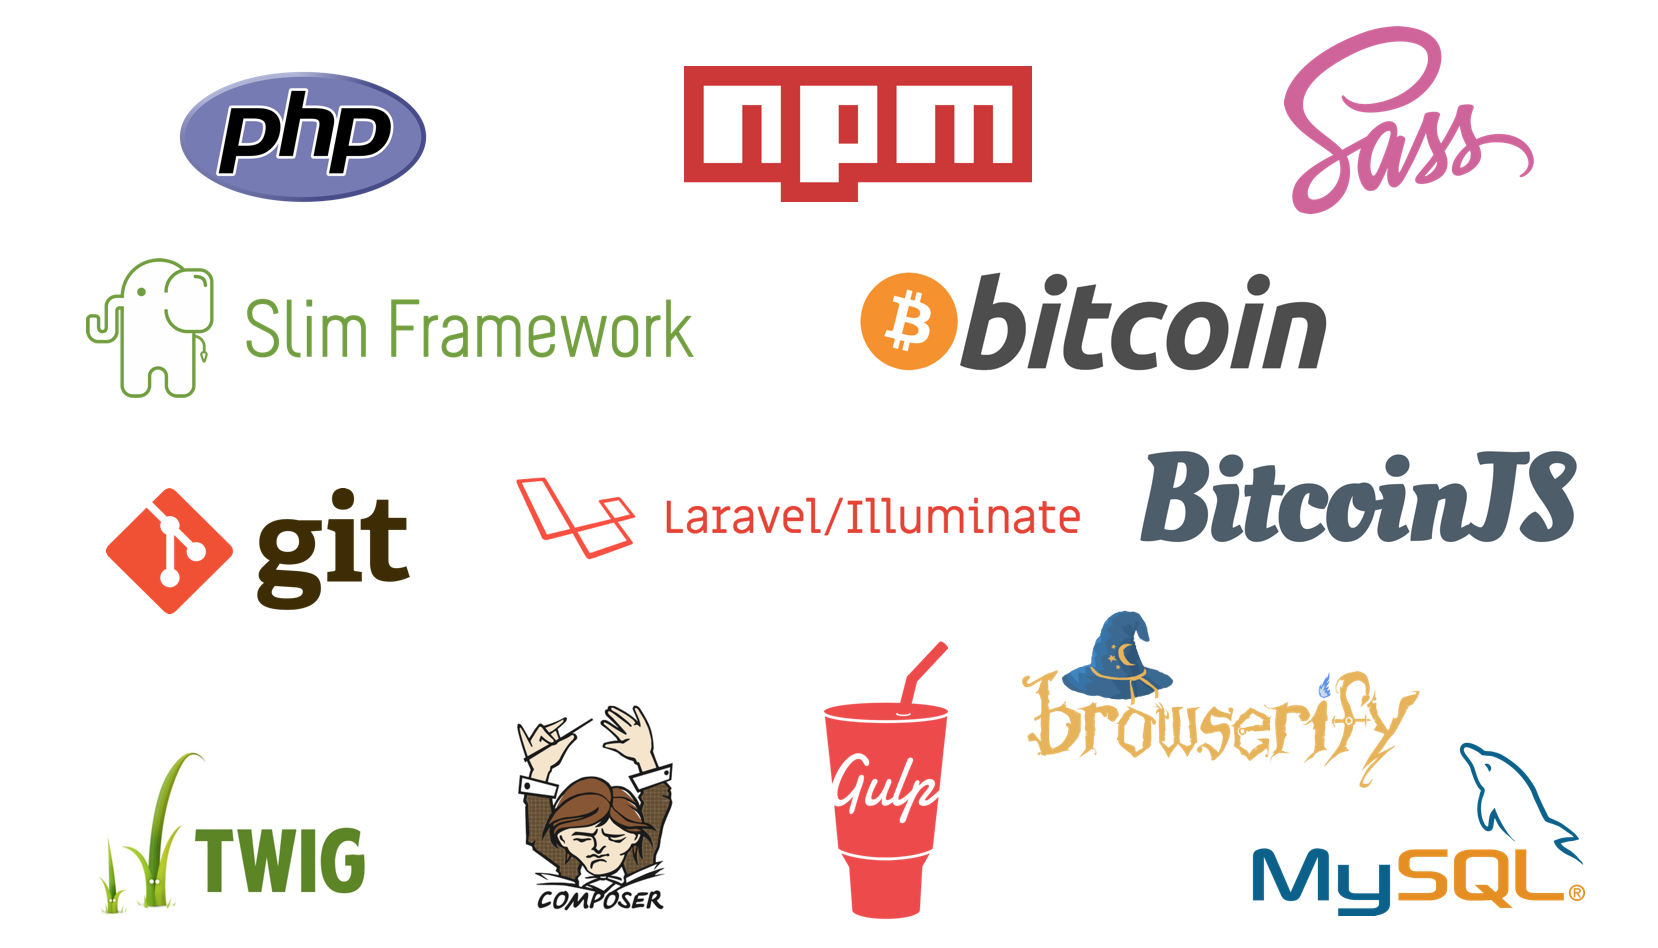 php
npm
Sass
Slim Framework
bitcoin
git
Laravel/Illuminate
BitcoinJS
browserify
TWIG
COMPOSER
Gulp
MySQL®